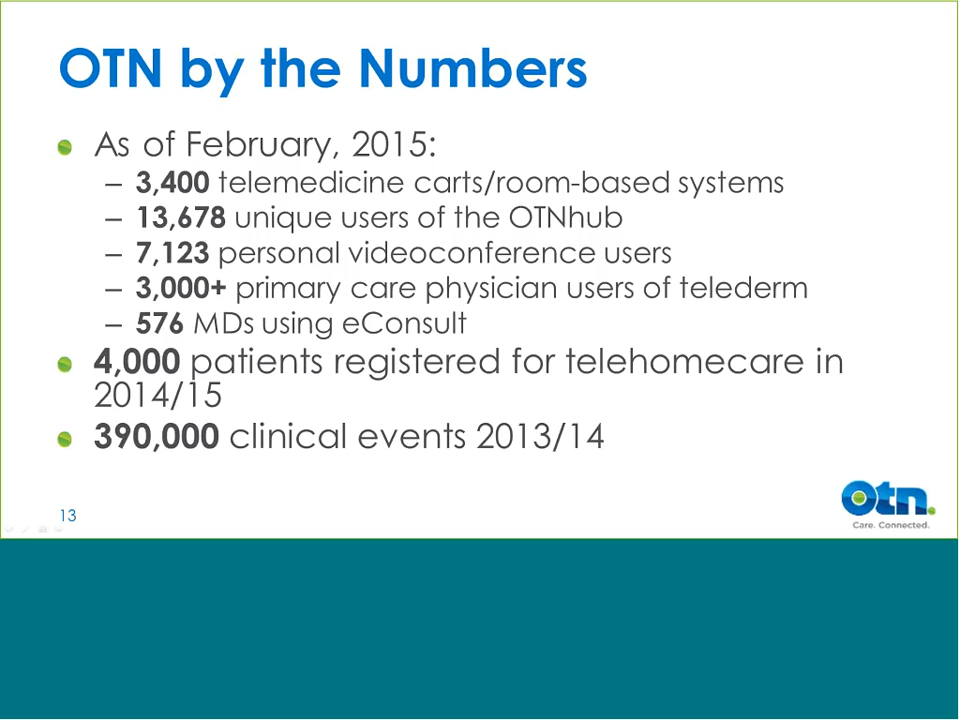 OTN by the Numbers
As of February, 2015:
– 3,400 telemedicine carts/room-based systems
– 13,678 unique users of the OTNhub
– 7,123 personal videoconference users
– 3,000+ primary care physician users of telederm
– 576 MDs using eConsult
4,000 patients registered for telehomecare in
2014/15
390,000 clinical events 2013/14
13
otn.
Care. Connected.